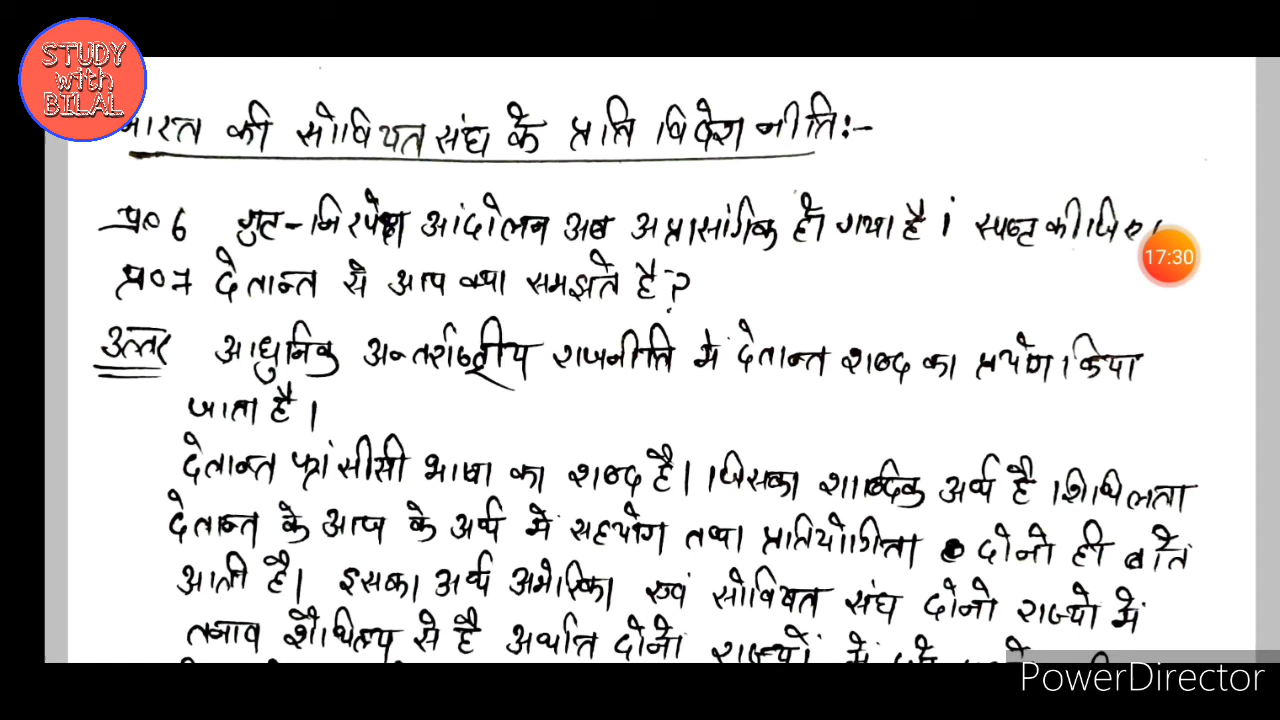 STUDY
with
BILAL
भारत की सोवियत संघ के प्रति विदेश नीति:-
प्र० 6 गुट-निरपेक्ष आंदोलन अब अप्रासंगिक हो गया है। स्पष्ट कीजिए।
17:30
प्र० 7 देतान्त से आप क्या समझते है?
उत्तर आधुनिक अन्तर्राष्ट्रीय राजनीति में देतान्त शब्द का प्रयोग किया
जाता है।
देतान्त फ्रांसीसी भाषा का शब्द है। जिसका शाब्दिक अर्थ है शिथिलता
देतान्त के आज के अर्थ में सहयोग तथा प्रतियोगिता दोनो ही बातें
आती है। इसका अर्थ अमेरिका एवं सोवियत संघ दोनो राज्यो में
तनाव शैथिल्य से है अर्थात दोनो राज्यों में
PowerDirector